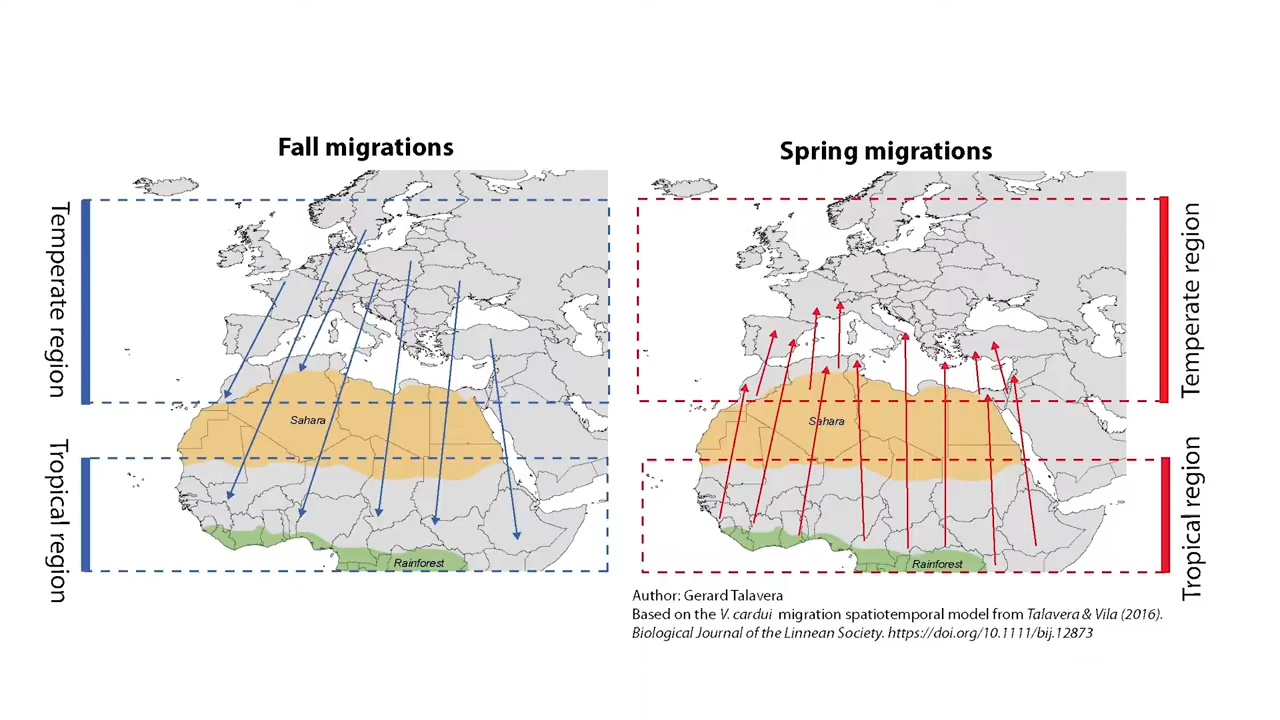 Fall migrations
Temperate region
Tropical region
Sahara
Rainforest
Spring migrations
Temperate region
Tropical region
Sahara
Rainforest
Author: Gerard Talavera
Based on the V. cardui migration spatiotemporal model from Talavera & Vila (2016).
Biological Journal of the Linnean Society. https://doi.org/10.1111/bij.12873